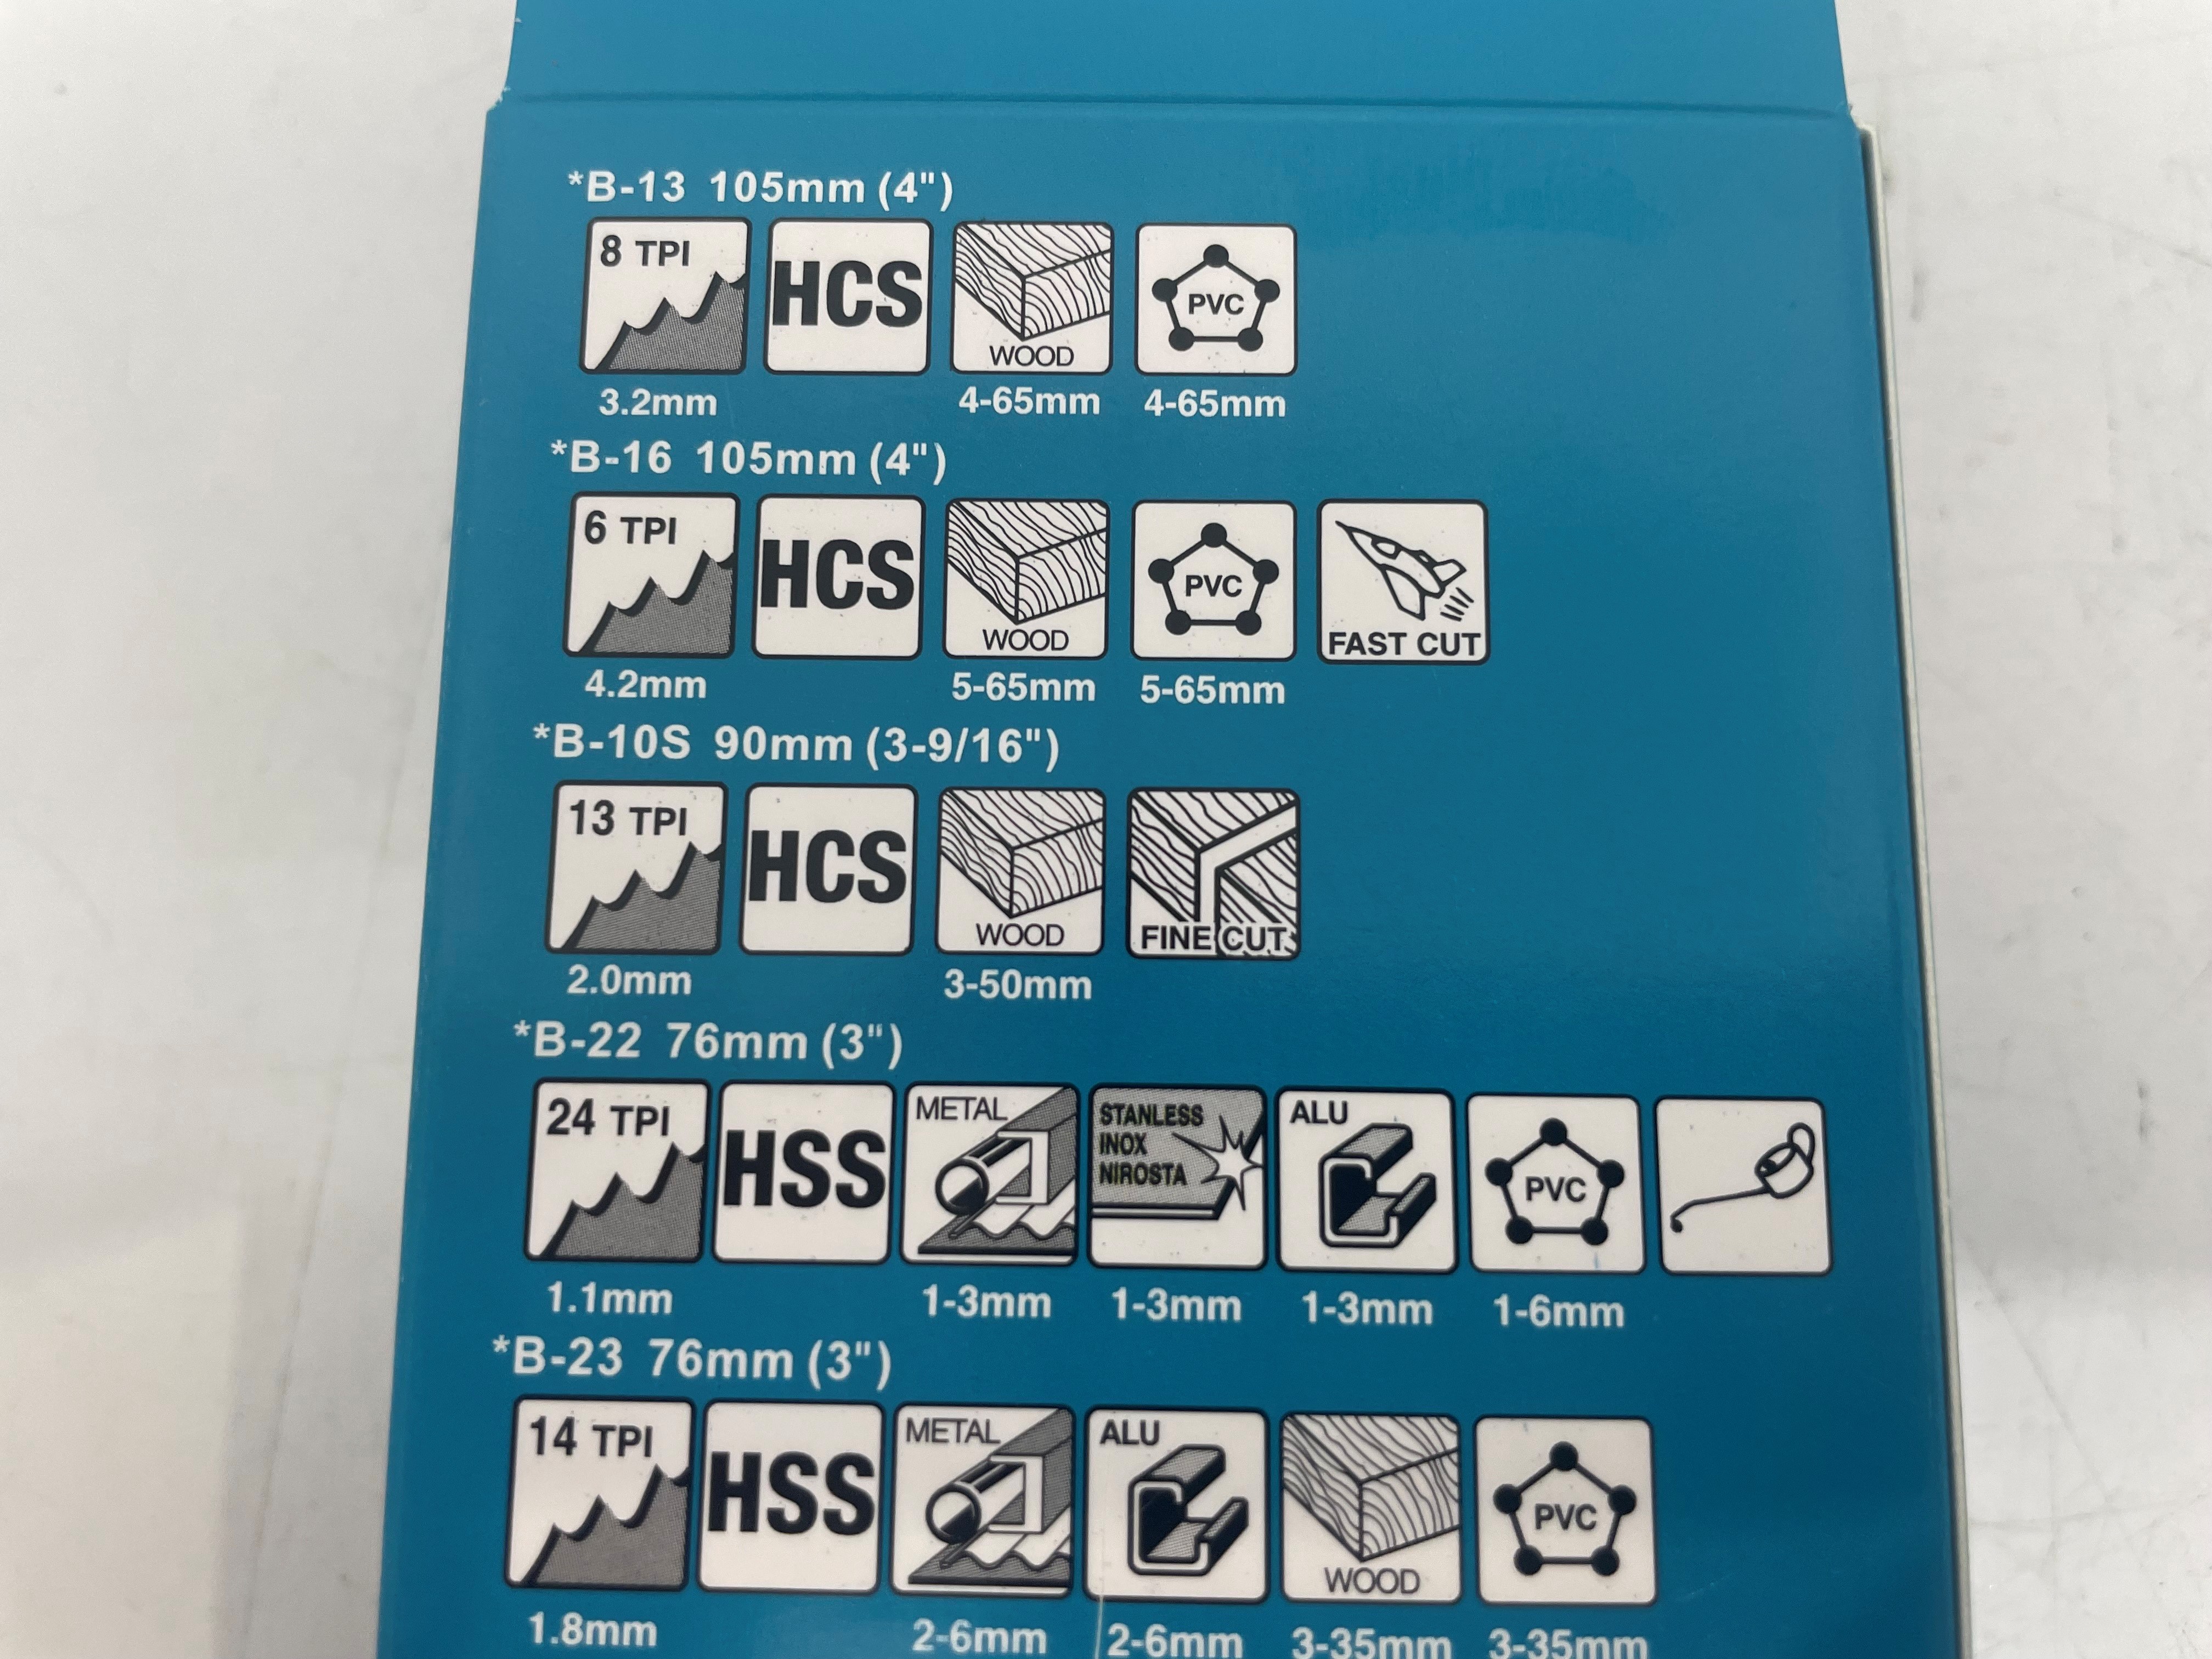 *B-13 105mm (4")
8 TPI HCS WOOD PVC
3.2mm 4-65mm 4-65mm
*B-16 105mm (4")
6 TPI HCS WOOD PVC FAST CUT
4.2mm 5-65mm 5-65mm
*B-10S 90mm (3-9/16")
13 TPI HCS WOOD FINE CUT
2.0mm 3-50mm
*B-22 76mm (3")
24 TPI HSS METAL STANLESS INOX NIROSTA ALU PVC
1.1mm 1-3mm 1-3mm 1-3mm 1-6mm
*B-23 76mm (3")
14 TPI HSS METAL ALU WOOD PVC
1.8mm 2-6mm 2-6mm 3-35mm 3-35mm